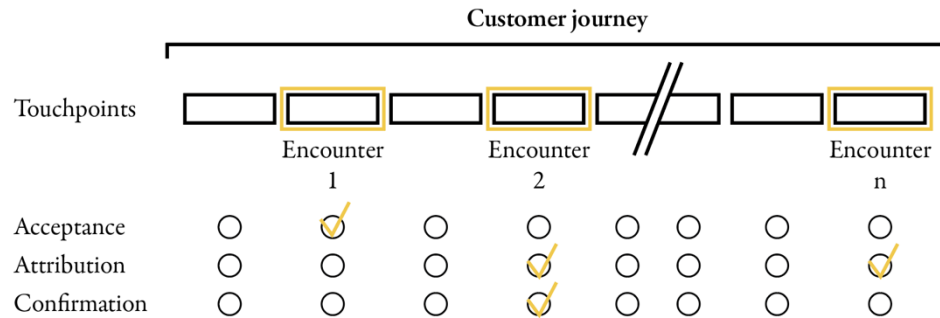 Customer journey
Touchpoints
Encounter
1
Encounter
2
Encounter
n
Acceptance
Attribution
Confirmation